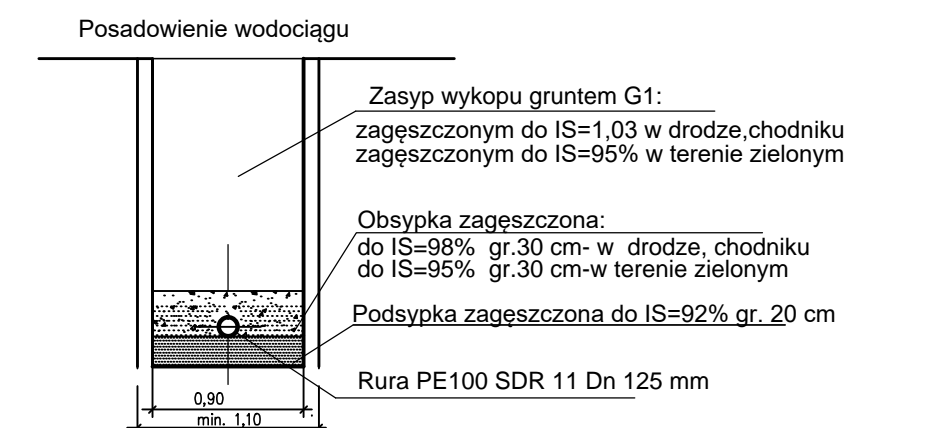 Posadowienie wodociągu
Zasyp wykopu gruntem G1:
zagęszczonym do IS=1,03 w drodze,chodniku
zagęszczonym do IS=95% w terenie zielonym
Obsypka zagęszczona:
do IS=98% gr.30 cm- w drodze, chodniku
do IS=95% gr.30 cm-w terenie zielonym
Podsypka zagęszczona do IS=92% gr. 20 cm
Rura PE100 SDR 11 Dn 125 mm
0,90
min. 1,10